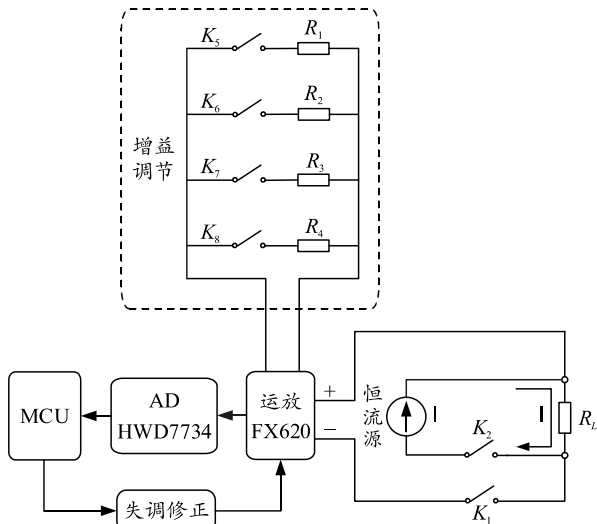 K₅
R₁
K₆
R₂
增益
调节
K₇
R₃
K₈
R₄
MCU
AD
HWD7734
运放
FX620
+
−
恒流源
I
I
K₂
R_L
K₁
失调修正